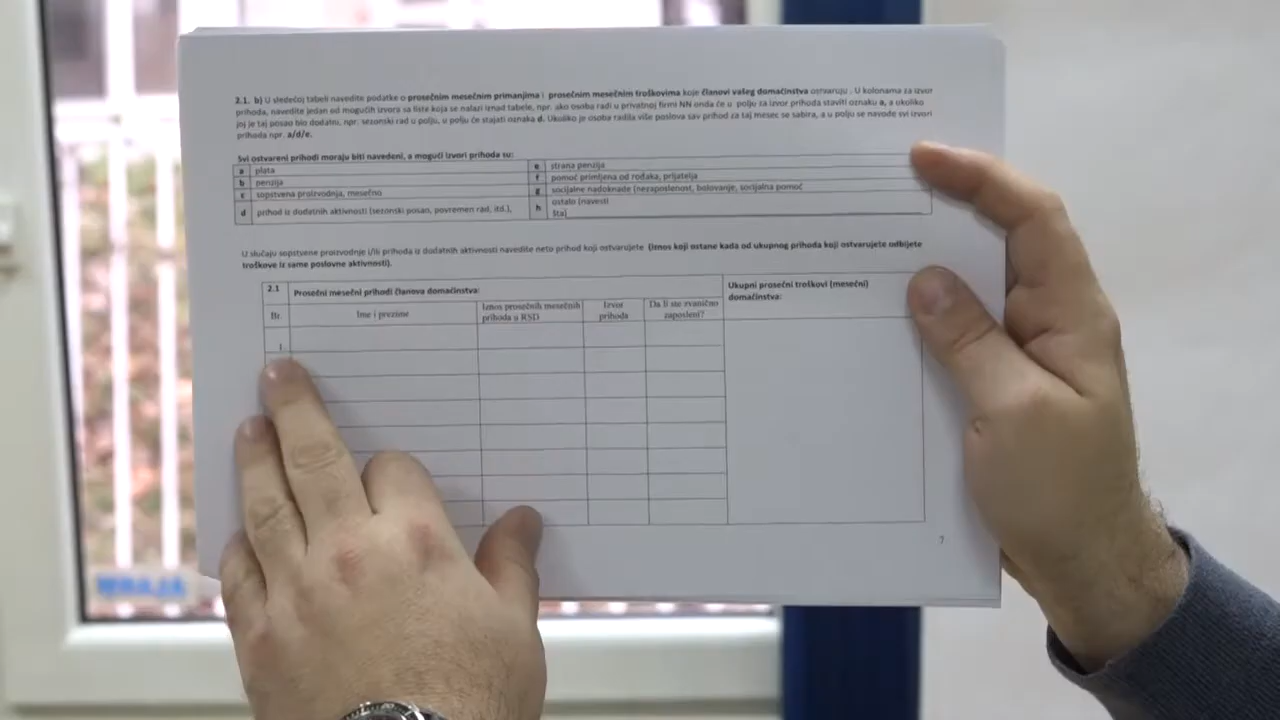 2.1. b) U sledećoj tabeli navedite podatke o prosečnim mesečnim primanjima i prosečnim mesečnim troškovima koje članovi vašeg domaćinstva ostvaruju . U kolonama za izvor
prihoda, navedite jedan od mogućih izvora sa liste koja se nalazi iznad tabele, npr. ako osoba radi u privatnoj firmi NN onda će u polju za izvor prihoda staviti oznaku a, a ukoliko
joj je taj posao bio dodatni, npr. sezonski rad u polju, u polju će stajati oznaka d. Ukoliko je osoba radila više poslova sav prihod za taj mesec se sabira, a u polju se navode svi izvori
prihoda npr. a/d/e.
Svi ostvareni prihodi moraju biti navedeni, a mogući izvori prihoda su:
a plata
b penzija
c sopstvena proizvodnja, mesečno
d prihod iz dodatnih aktivnosti (sezonski posao, povremen rad, itd.),
e strana penzija
f pomoć primljena od rođaka, prijatelja
g socijalne nadoknade (nezaposlenost, bolovanje, socijalna pomoć
h ostalo (navesti
šta)
U slučaju sopstvene proizvodnje i/ili prihoda iz dodatnih aktivnosti navedite neto prihod koji ostvarujete (iznos koji ostane kada od ukupnog prihoda koji ostvarujete odbijete
troškove iz same poslovne aktivnosti).
2.1 Prosečni mesečni prihodi članova domaćinstva:
Ukupni prosečni troškovi (mesečni)
domaćinstva:
Br. Ime i prezime
Iznos prosečnih mesečnih
prihoda u RSD
Izvor
prihoda
Da li ste zvanično
zaposleni?
1
7